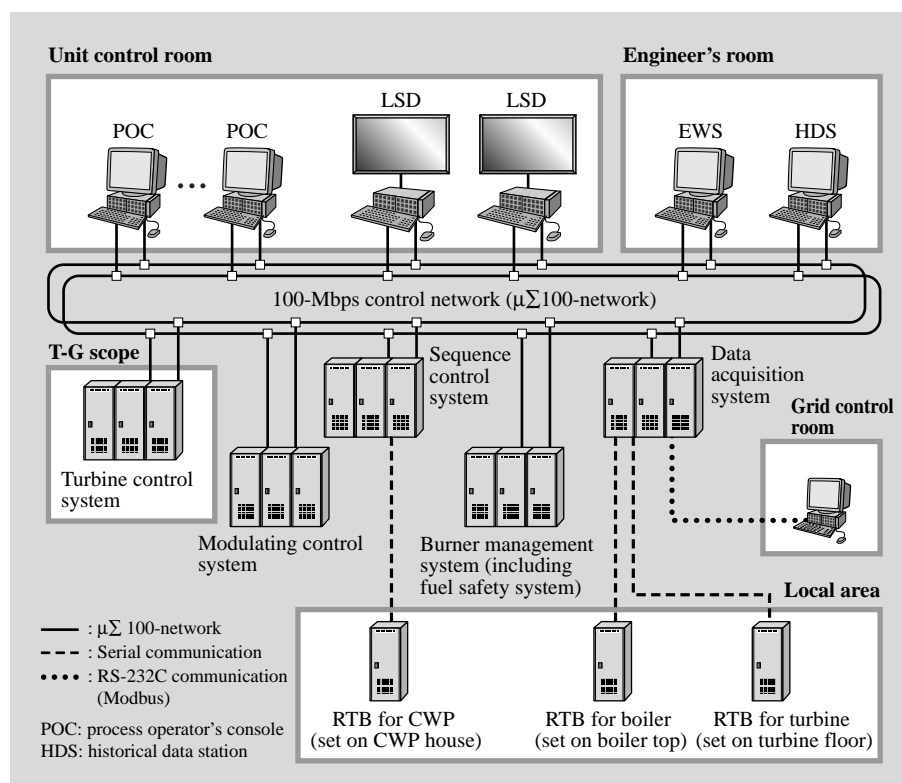 Unit control room
Engineer's room
LSD
LSD
POC
POC
EWS
HDS
100-Mbps control network (μΣ100-network)
T-G scope
Sequence
control
system
Data
acquisition
system
Grid control
room
Turbine control
system
Modulating control
system
Burner management
system (including
fuel safety system)
Local area
: μΣ 100-network
: Serial communication
: RS-232C communication
(Modbus)
POC: process operator's console
HDS: historical data station
RTB for CWP
(set on CWP house)
RTB for boiler
(set on boiler top)
RTB for turbine
(set on turbine floor)